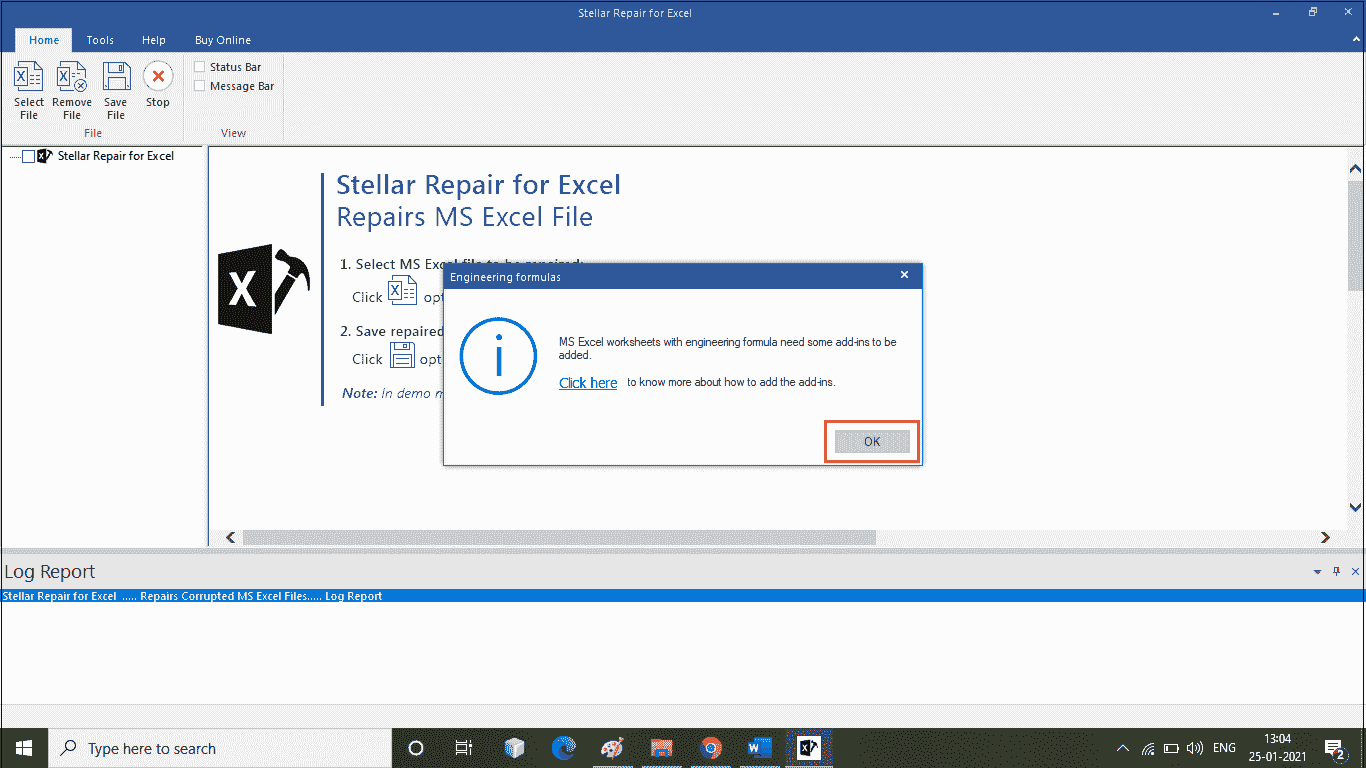 Stellar Repair for Excel
Home Tools Help Buy Online
Select File Remove File Save File Stop
Status Bar
Message Bar
File View
Stellar Repair for Excel
Stellar Repair for Excel
Repairs MS Excel File
1. Select MS Excel file to be repaired:
Click opt
2. Save repaired
Click opt
Note: In demo m
X
Engineering formulas
MS Excel worksheets with engineering formula need some add-ins to be
added.
Click here to know more about how to add the add-ins.
OK
Log Report
Stellar Repair for Excel ..... Repairs Corrupted MS Excel Files..... Log Report
Type here to search
ENG
13:04
25-01-2021
2